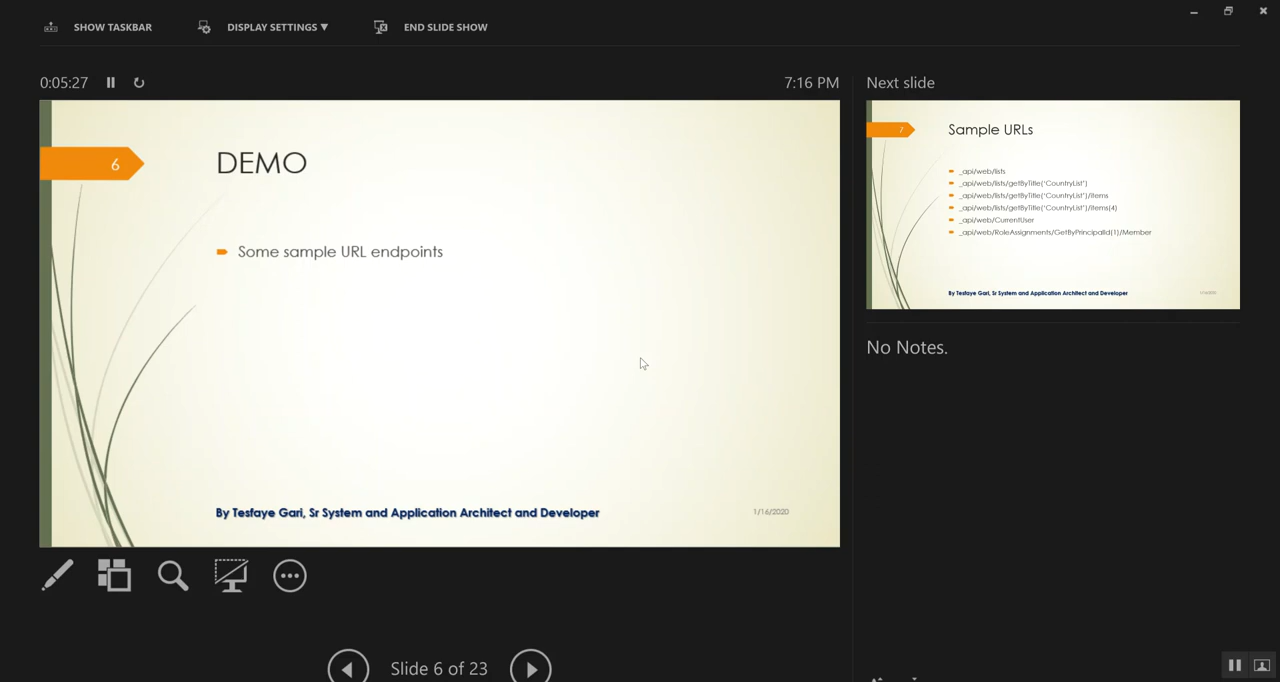 SHOW TASKBAR
DISPLAY SETTINGS ▼
END SLIDE SHOW
0:05:27
7:16 PM
6
DEMO
Some sample URL endpoints
By Tesfaye Gari, Sr System and Application Architect and Developer
1/16/2020
Next slide
7
Sample URLs
_api/web/lists
_api/web/lists/getByTitle('CountryList')
_api/web/lists/getByTitle('CountryList')/items
_api/web/lists/getByTitle('CountryList')/items(4)
_api/web/CurrentUser
_api/web/RoleAssignments/GetByPrincipalId(1)/Member
By Tesfaye Gari, Sr System and Application Architect and Developer
No Notes.
Slide 6 of 23